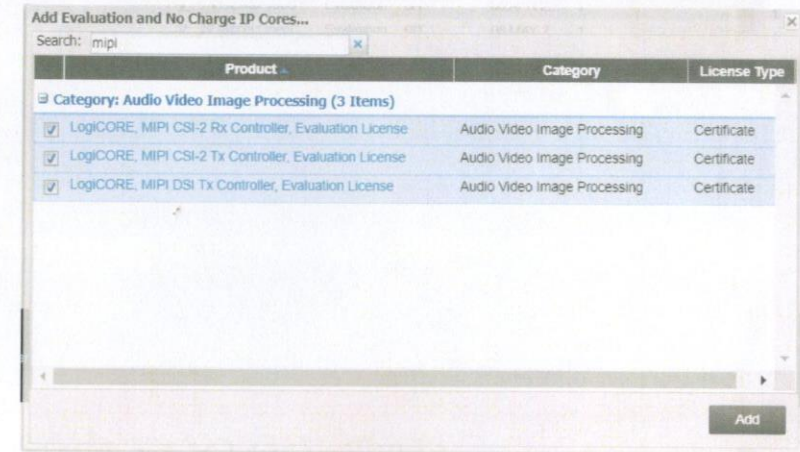 Add Evaluation and No Charge IP Cores...
Search: mipi
Product Category License Type
Category: Audio Video Image Processing (3 Items)
LogiCORE, MIPI CSI-2 Rx Controller, Evaluation License Audio Video Image Processing Certificate
LogiCORE, MIPI CSI-2 Tx Controller, Evaluation License Audio Video Image Processing Certificate
LogiCORE, MIPI DSI Tx Controller, Evaluation License Audio Video Image Processing Certificate
Add